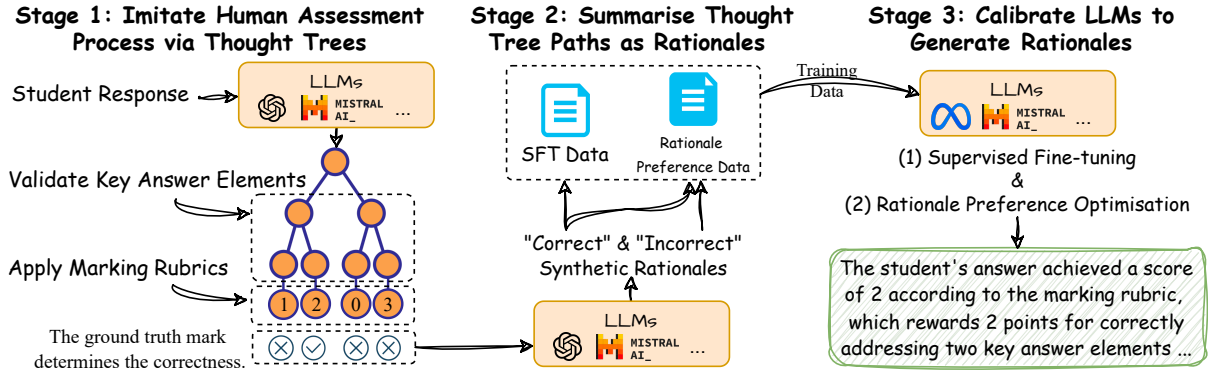 Stage 1: Imitate Human Assessment
Process via Thought Trees
Student Response
LLMs
MISTRAL
AI_
...
Validate Key Answer Elements
Apply Marking Rubrics
1 2 0 3
The ground truth mark
determines the correctness.
Stage 2: Summarise Thought
Tree Paths as Rationales
SFT Data
Rationale
Preference Data
"Correct" & "Incorrect"
Synthetic Rationales
LLMs
MISTRAL
AI_
...
Training
Data
Stage 3: Calibrate LLMs to
Generate Rationales
LLMs
MISTRAL
AI_
...
(1) Supervised Fine-tuning
&
(2) Rationale Preference Optimisation
The student's answer achieved a score
of 2 according to the marking rubric,
which rewards 2 points for correctly
addressing two key answer elements ...